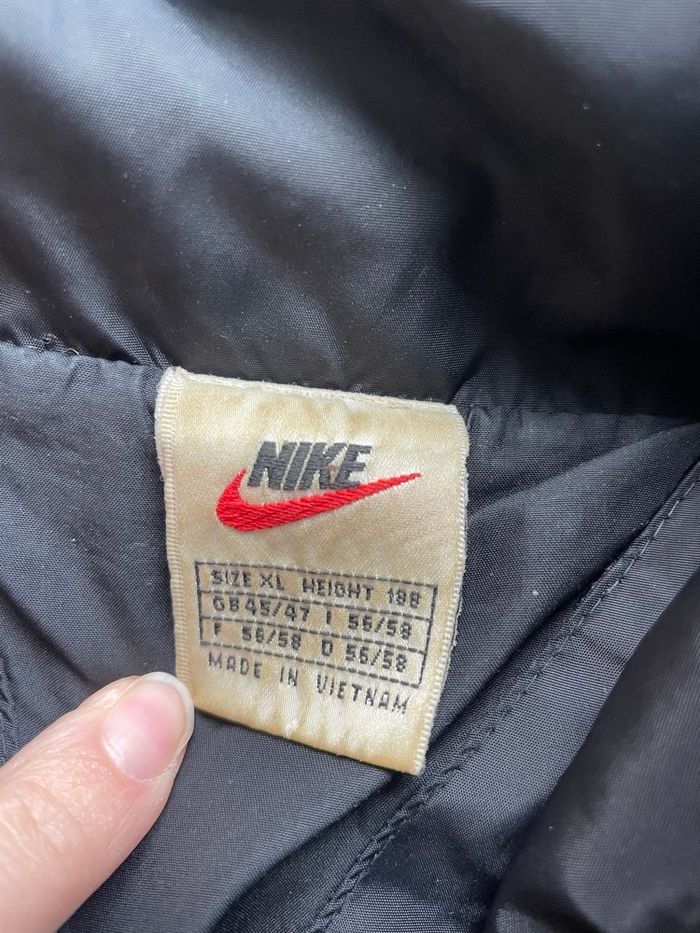 NIKE
SIZE XL HEIGHT 188
GB 45/47 I 56/58
F 56/58 D 56/58
MADE IN VIETNAM